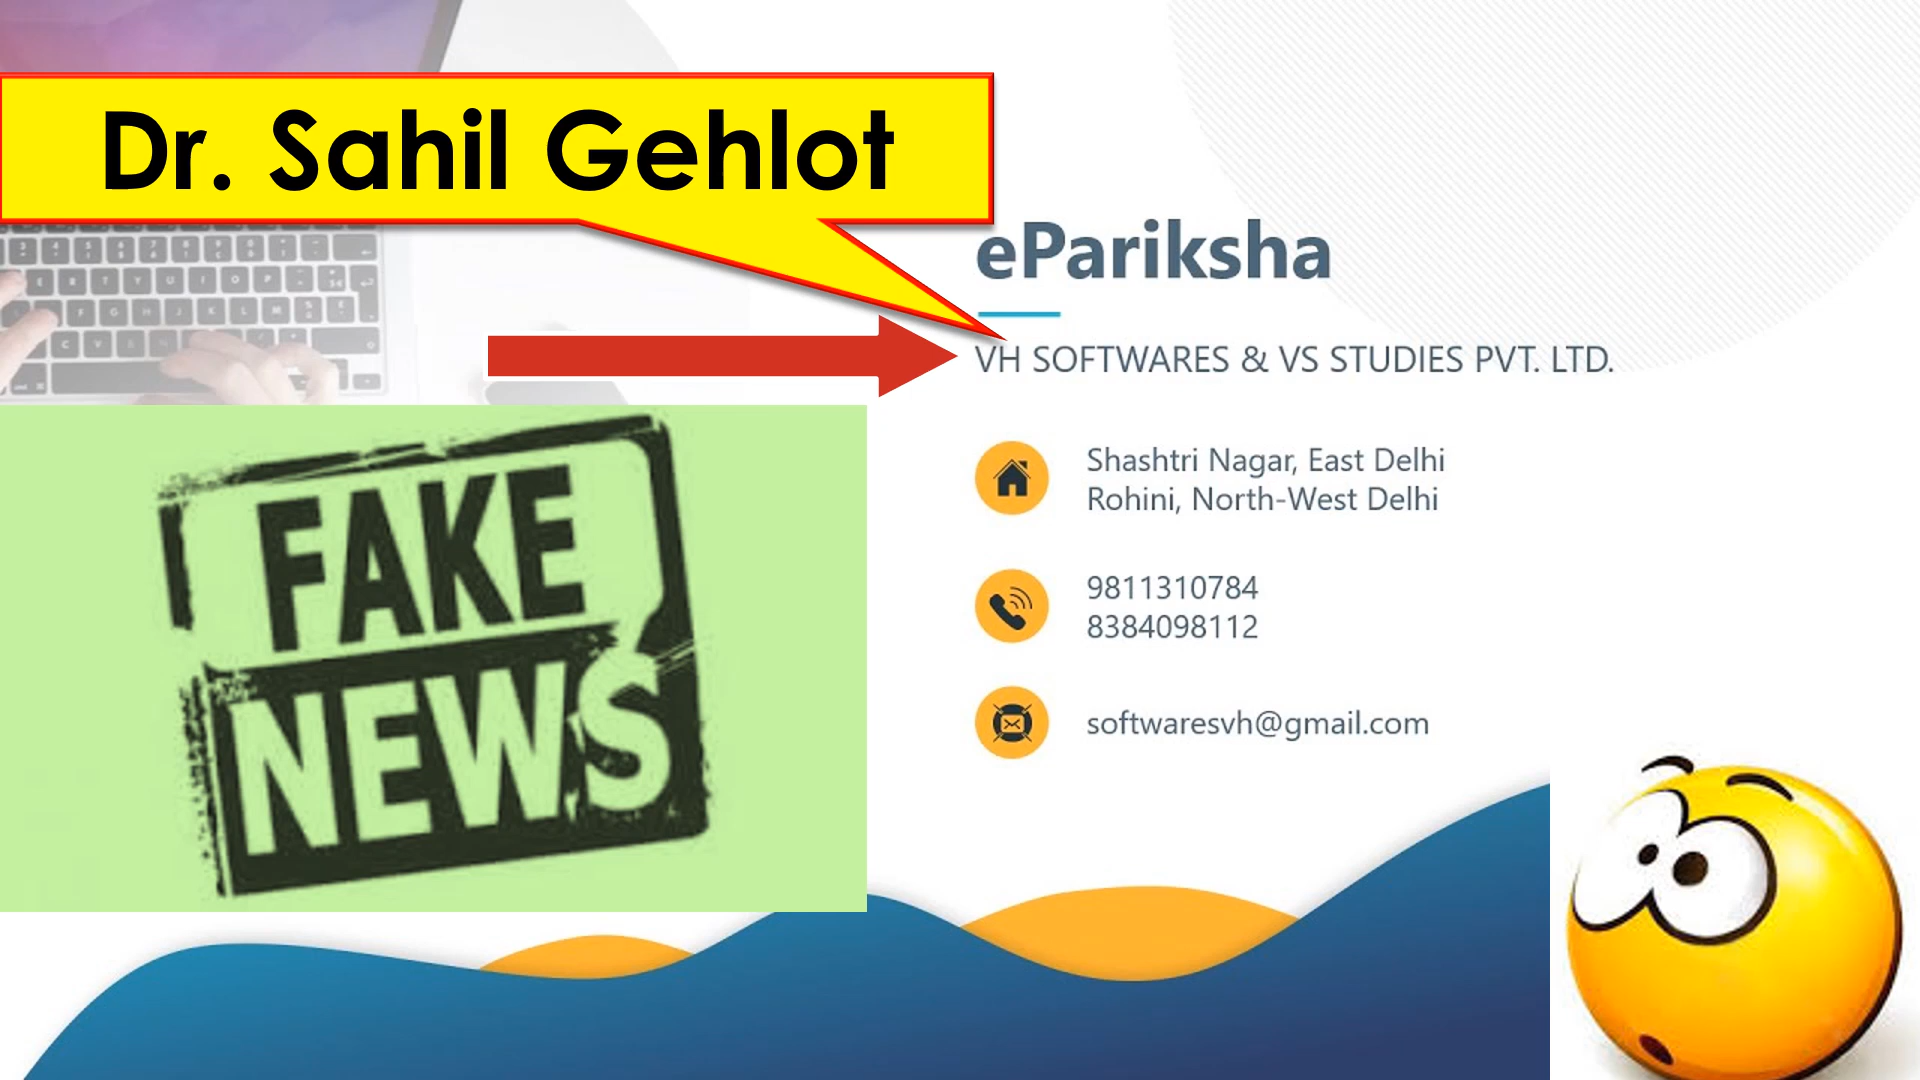 Dr. Sahil Gehlot
ePariksha
VH SOFTWARES & VS STUDIES PVT. LTD.
Shashtri Nagar, East Delhi
Rohini, North-West Delhi
9811310784
8384098112
softwaresvh@gmail.com
FAKE
NEWS